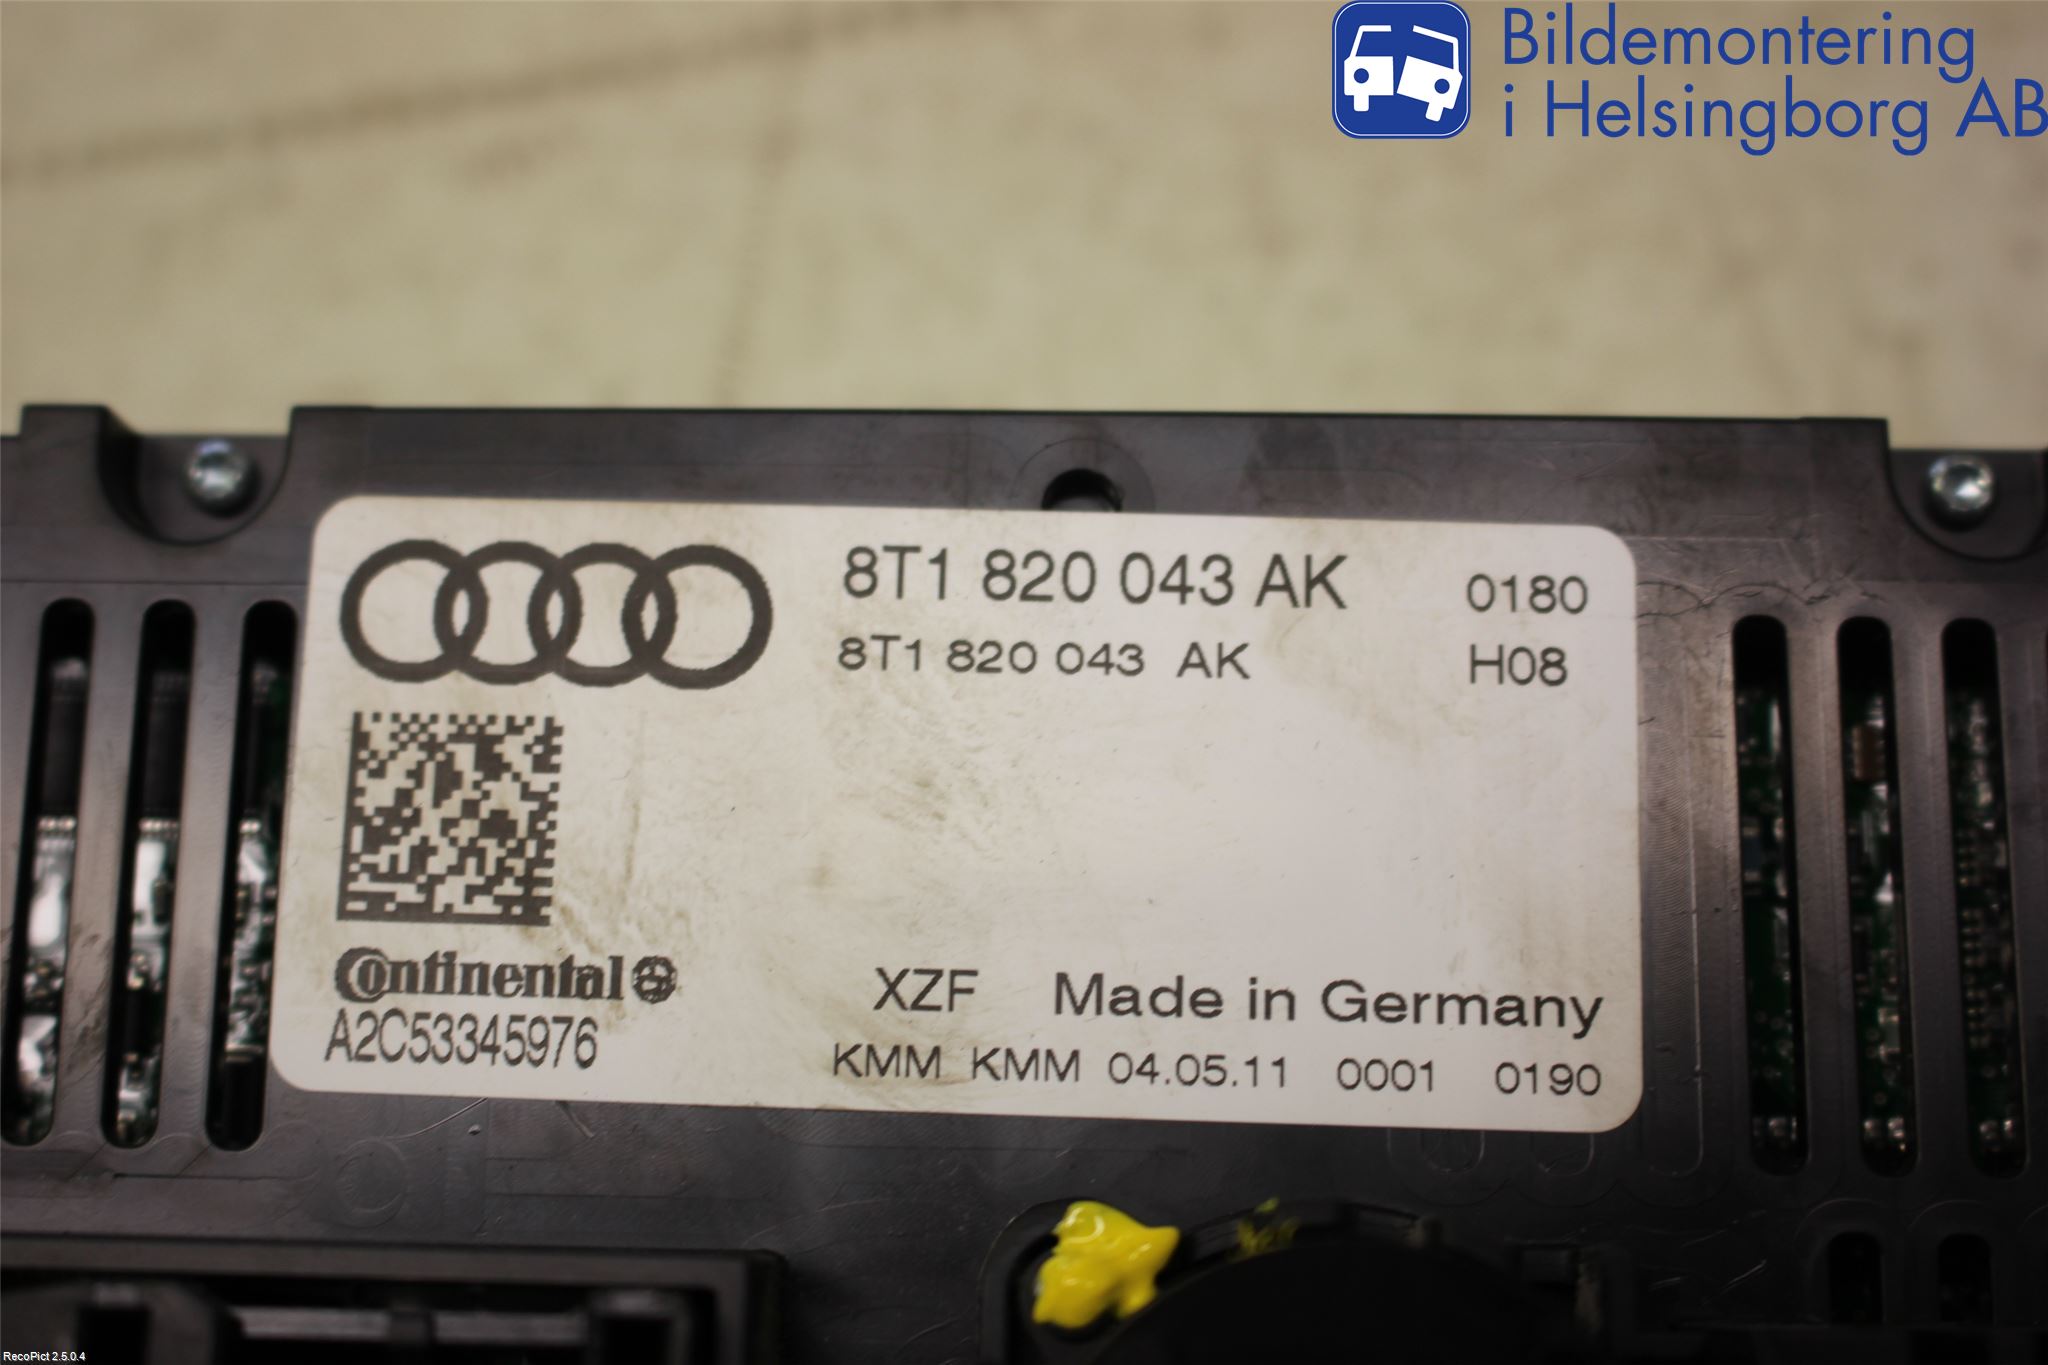 Bildemontering
i Helsingborg AB
8T1 820 043 AK 0180
8T1 820 043 AK H08
Continental
A2C53345976
XZF Made in Germany
KMM KMM 04.05.11 0001 0190
RecoPict 2.5.0.4